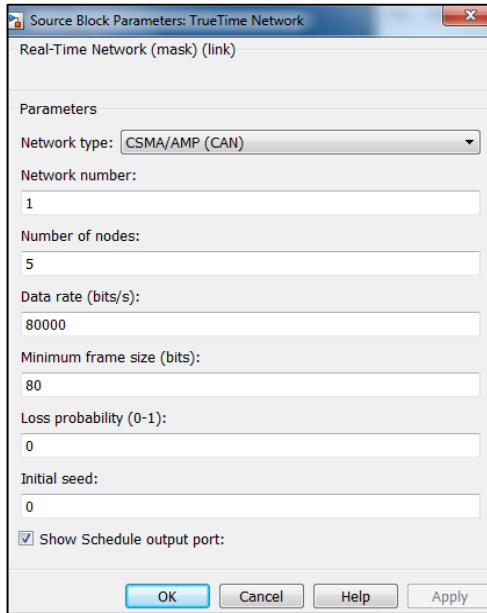 Source Block Parameters: TrueTime Network
Real-Time Network (mask) (link)
Parameters
Network type: CSMA/AMP (CAN)
Network number:
1
Number of nodes:
5
Data rate (bits/s):
80000
Minimum frame size (bits):
80
Loss probability (0-1):
0
Initial seed:
0
Show Schedule output port:
OK Cancel Help Apply